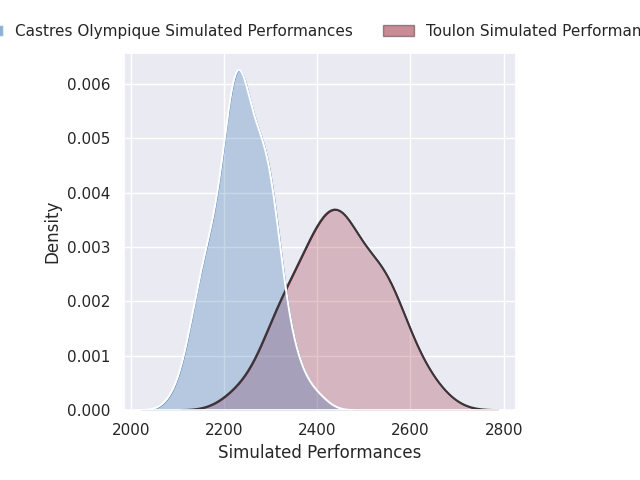 Castres Olympique Simulated Performances
Toulon Simulated
0.006
0.005
0.004
0.003
0.002
0.001
0.000
Density
2000 2200 2400 2600 2800
Simulated Performances